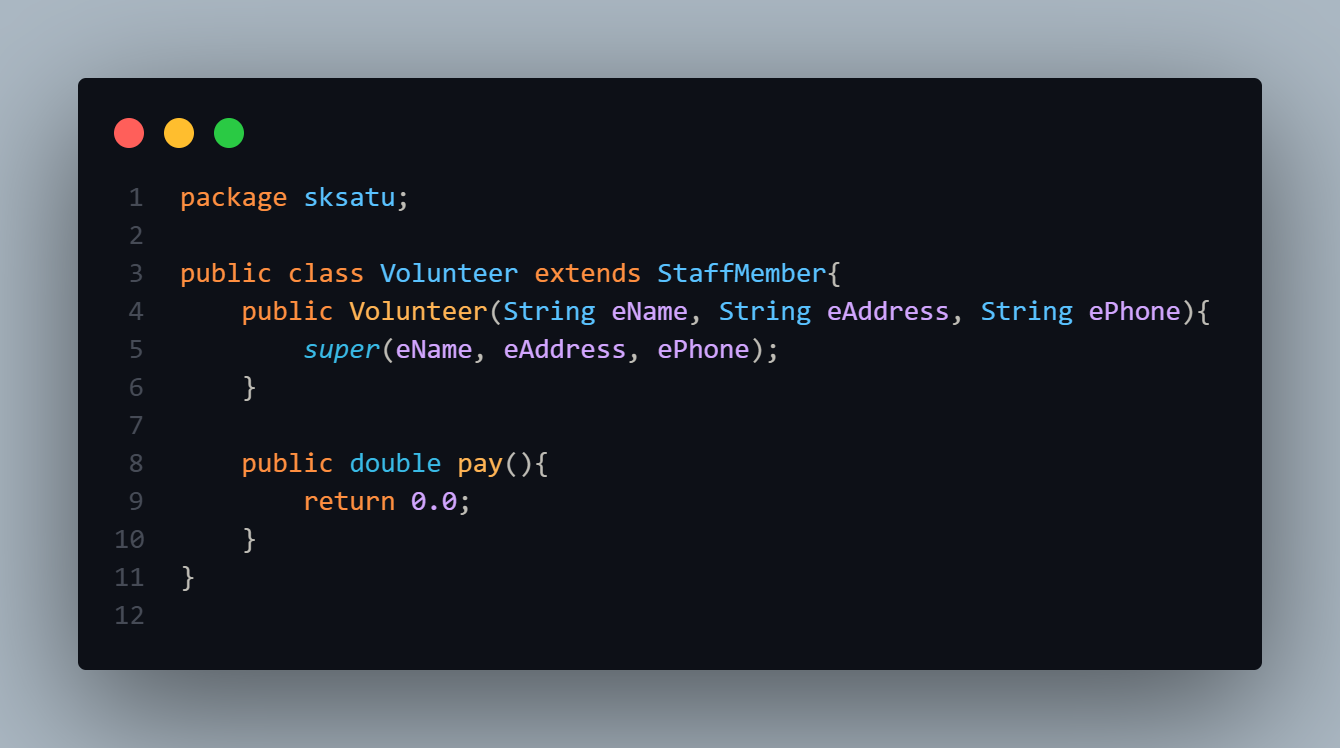 1 package sksatu;
2
3 public class Volunteer extends StaffMember{
4     public Volunteer(String eName, String eAddress, String ePhone){
5         super(eName, eAddress, ePhone);
6     }
7
8     public double pay(){
9         return 0.0;
10     }
11 }
12